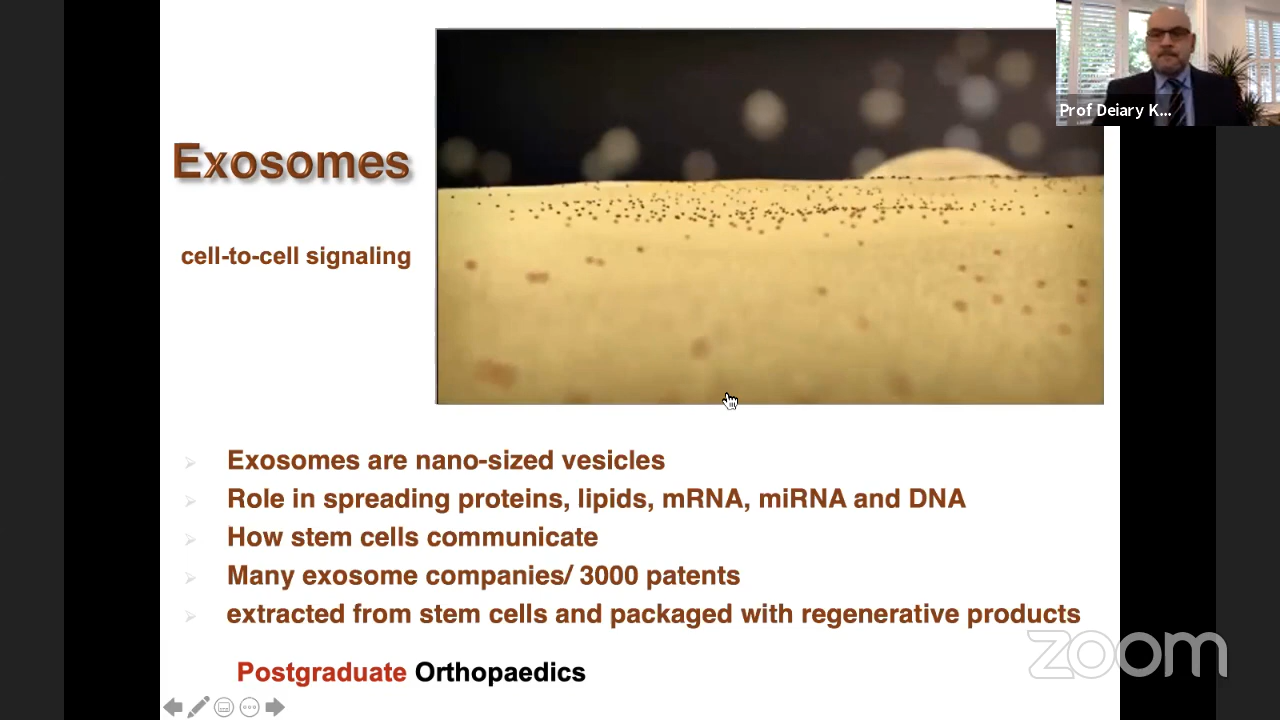 Prof Deiary K...
Exosomes
cell-to-cell signaling
Exosomes are nano-sized vesicles
Role in spreading proteins, lipids, mRNA, miRNA and DNA
How stem cells communicate
Many exosome companies/ 3000 patents
extracted from stem cells and packaged with regenerative products
zoom
Postgraduate Orthopaedics